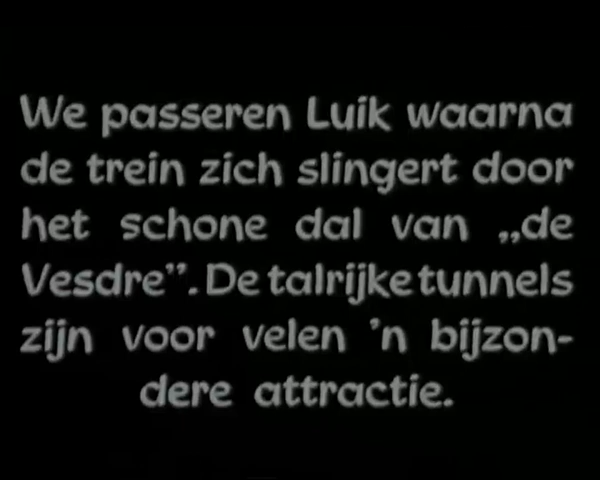 We passeren Luik waarna
de trein zich slingert door
het schone dal van „de
Vesdre”. De talrijke tunnels
zijn voor velen ’n bijzon-
dere attractie.